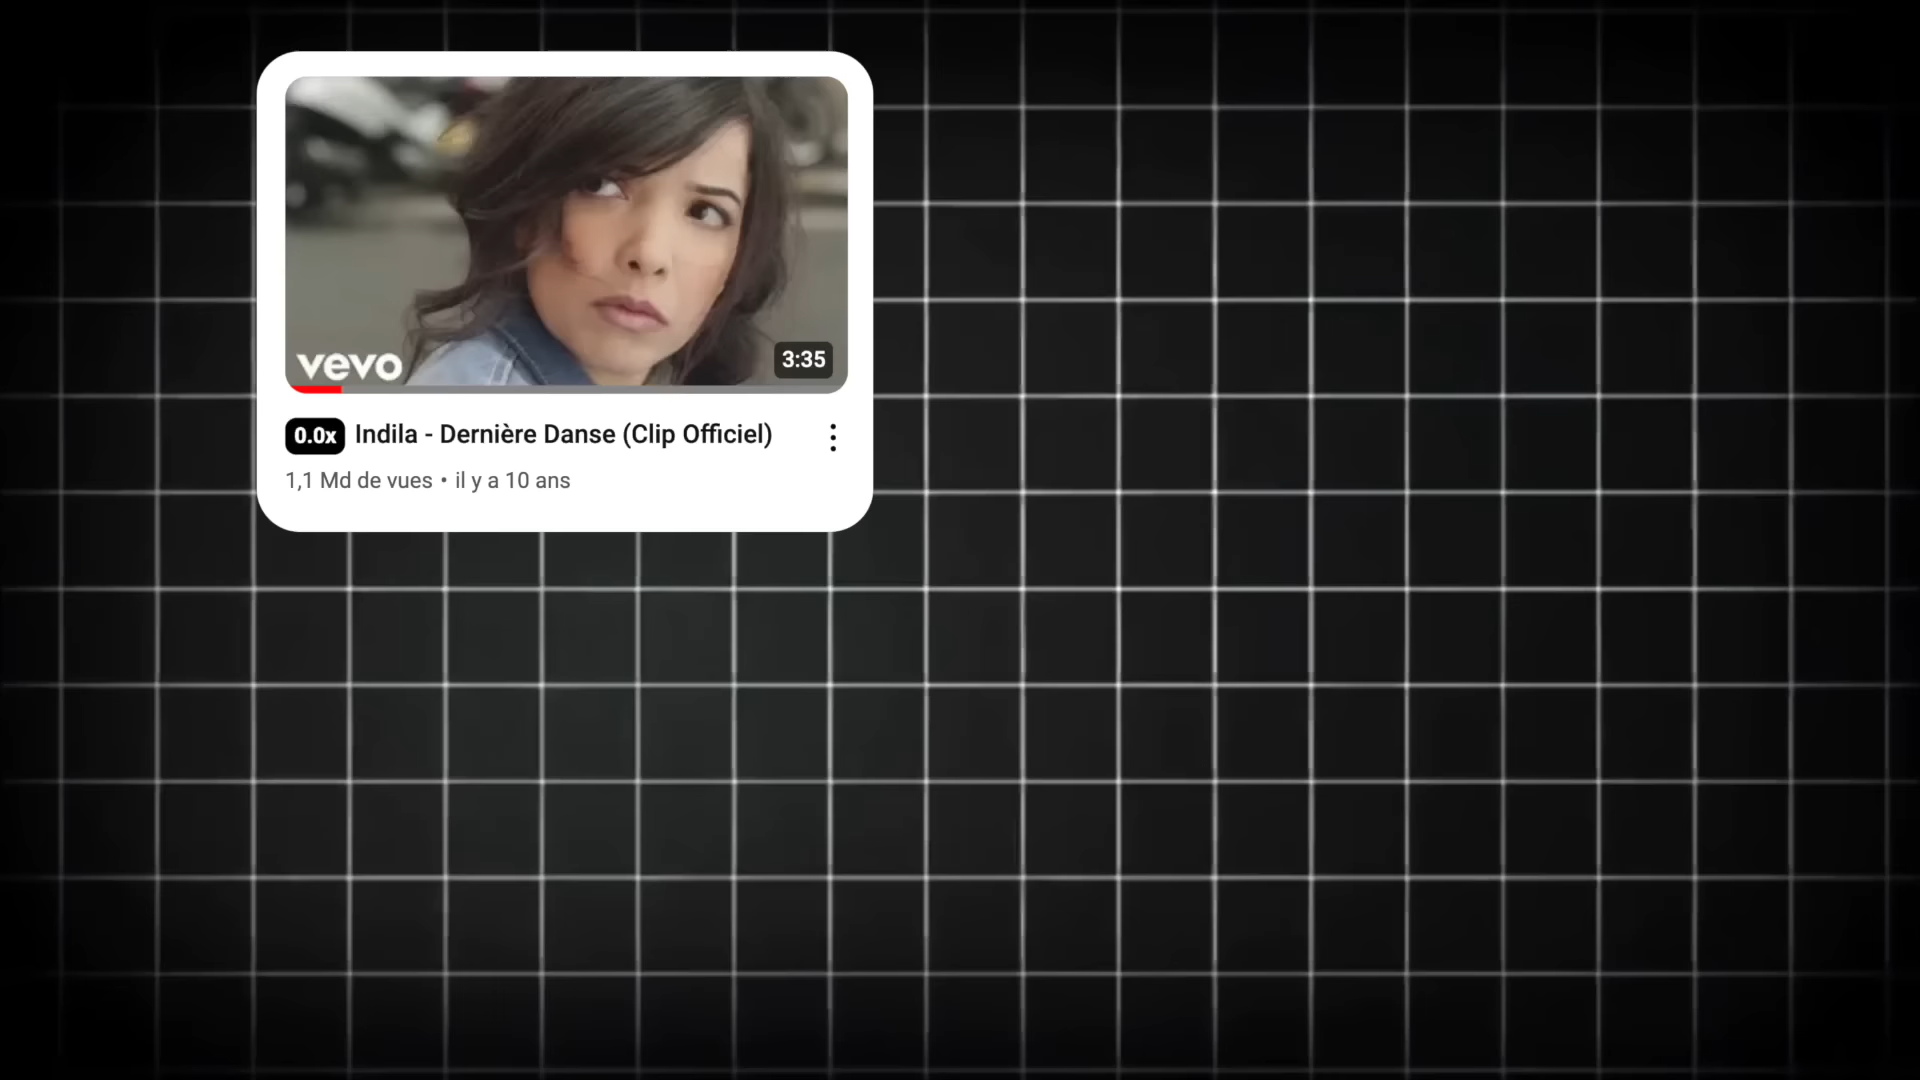 vevo
3:35
0.0x Indila - Dernière Danse (Clip Officiel)
1,1 Md de vues • il y a 10 ans